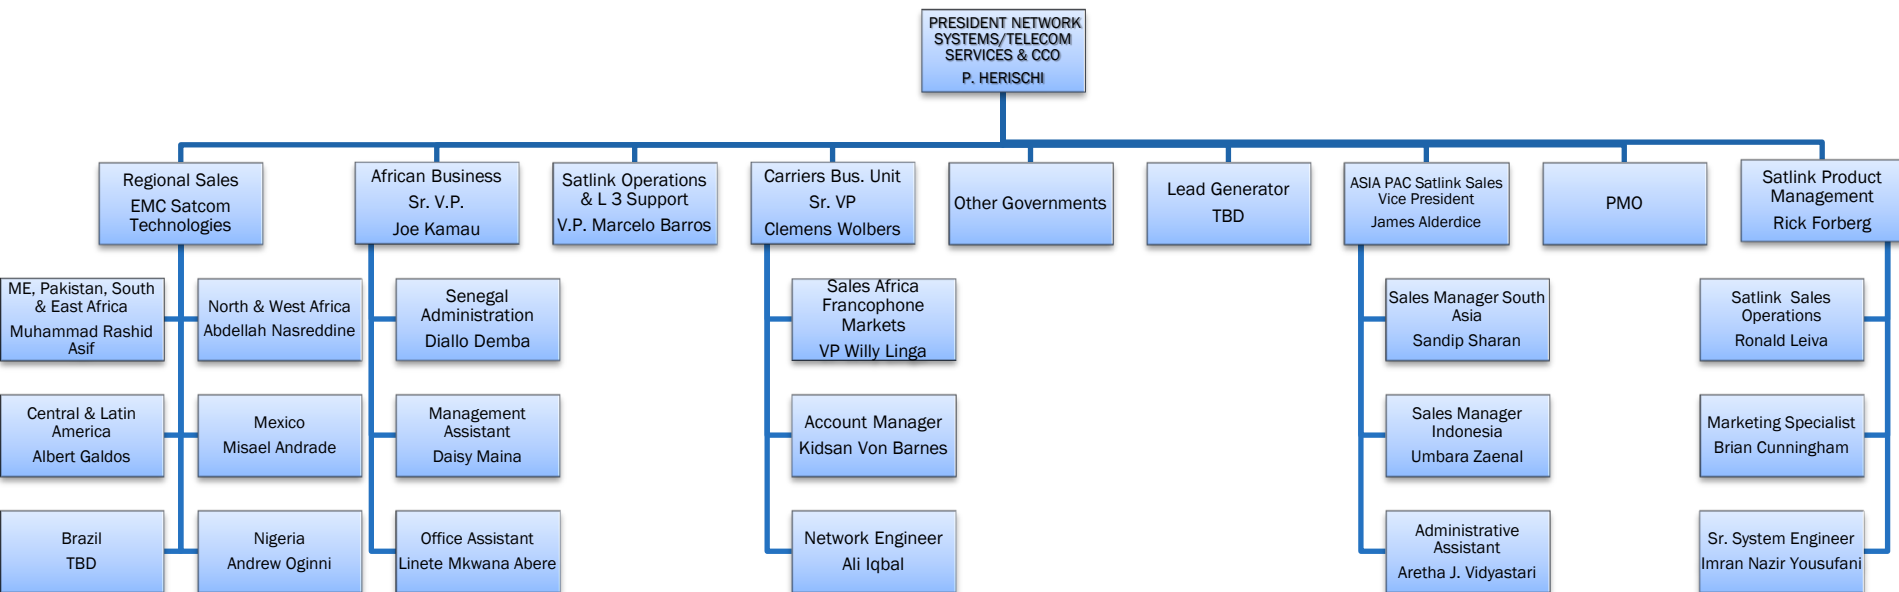 PRESIDENT NETWORK
SYSTEMS/TELECOM
SERVICES & CCO
P. HERISCHI
Regional Sales
EMC Satcom
Technologies
African Business
Sr. V.P.
Joe Kamau
Satlink Operations
& L 3 Support
V.P. Marcelo Barros
Carriers Bus. Unit
Sr. VP
Clemens Wolbers
Other Governments
Lead Generator
TBD
ASIA PAC Satlink Sales
Vice President
James Alderdice
PMO
Satlink Product
Management
Rick Forberg
ME, Pakistan, South
& East Africa
Muhammad Rashid
Asif
North & West Africa
Abdellah Nasreddine
Senegal
Administration
Diallo Demba
Sales Africa
Francophone
Markets
VP Willy Linga
Sales Manager South
Asia
Sandip Sharan
Satlink Sales
Operations
Ronald Leiva
Central & Latin
America
Albert Galdos
Mexico
Misael Andrade
Management
Assistant
Daisy Maina
Account Manager
Kidsan Von Barnes
Sales Manager
Indonesia
Umbara Zaenal
Marketing Specialist
Brian Cunningham
Brazil
TBD
Nigeria
Andrew Oginni
Office Assistant
Linete Mkwana Abere
Network Engineer
Ali Iqbal
Administrative
Assistant
Aretha J. Vidyastari
Sr. System Engineer
Imran Nazir Yousufani